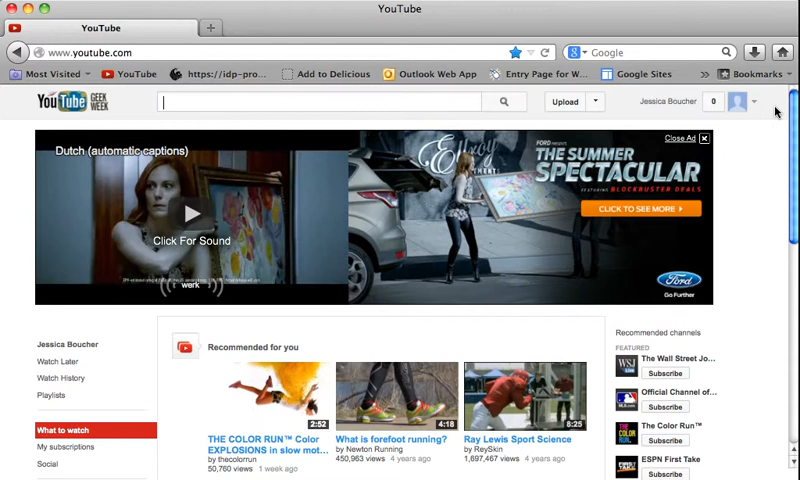 YouTube
YouTube
www.youtube.com
Google
Most Visited
YouTube
https://idp-pro...
Add to Delicious
Outlook Web App
Entry Page for W...
Google Sites
Bookmarks
YouTube GEEK WEEK
Upload
Jessica Boucher
0
Close Ad
Dutch (automatic captions)
Click For Sound
werk
FORD PRESENTS
THE SUMMER
SPECTACULAR
FEATURING BLOCKBUSTER DEALS
CLICK TO SEE MORE
Ford
Go Further
Jessica Boucher
Watch Later
Watch History
Playlists
What to watch
My subscriptions
Social
Recommended for you
2:52
THE COLOR RUN™ Color
EXPLOSIONS in slow mot...
by thecolorrun
50,760 views 1 week ago
4:18
What is forefoot running?
by Newton Running
450,963 views 4 years ago
8:25
Ray Lewis Sport Science
by ReySkin
1,697,467 views 4 years ago
Recommended channels
FEATURED
WSJ LIVE
The Wall Street Jo...
Subscribe
Official Channel of...
Subscribe
The Color Run™
Subscribe
FIRST TAKE
ESPN First Take
Subscribe